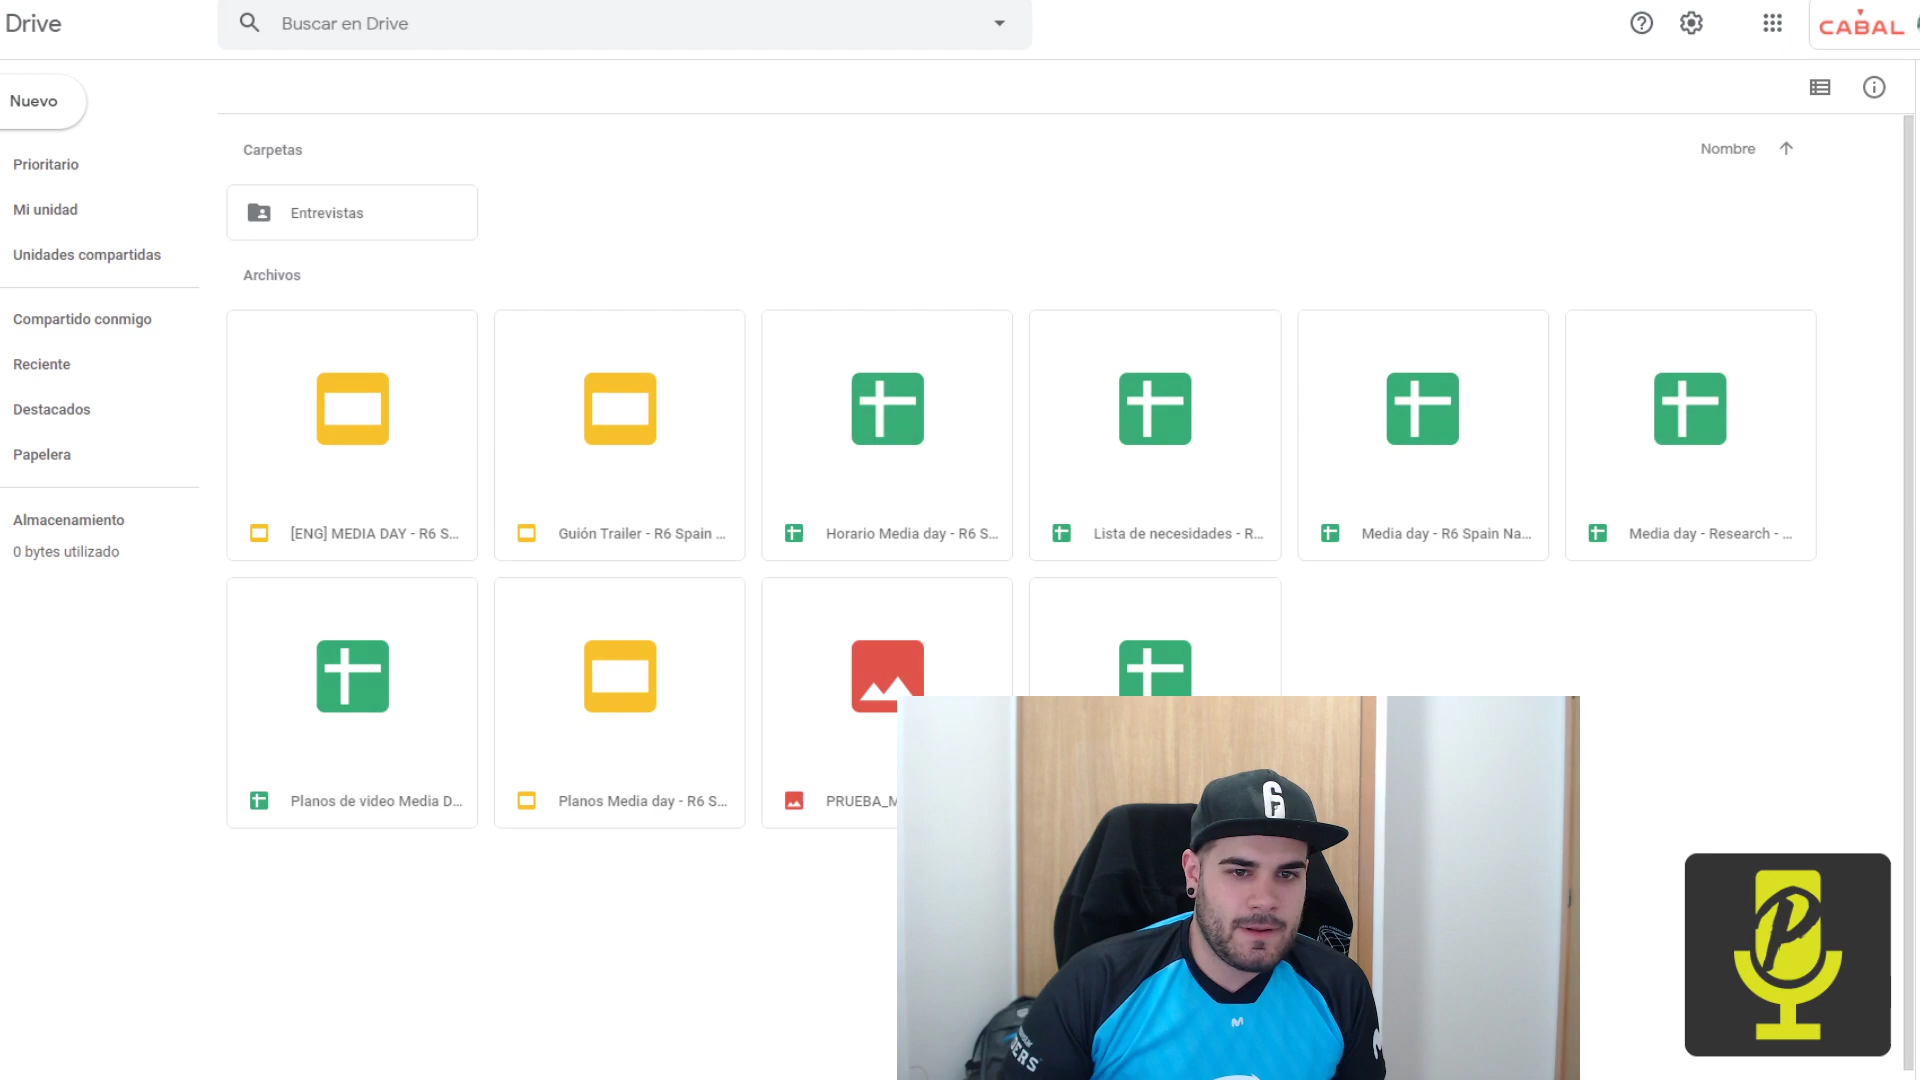 Drive
Buscar en Drive
CABAL
Nuevo
Prioritario
Mi unidad
Unidades compartidas
Compartido conmigo
Reciente
Destacados
Papelera
Almacenamiento
0 bytes utilizado
Carpetas
Nombre
Entrevistas
Archivos
[ENG] MEDIA DAY - R6 S...
Guión Trailer - R6 Spain ...
Horario Media day - R6 S...
Lista de necesidades - R...
Media day - R6 Spain Na...
Media day - Research - ...
Planos de video Media D...
Planos Media day - R6 S...
PRUEBA_M
6
M
P